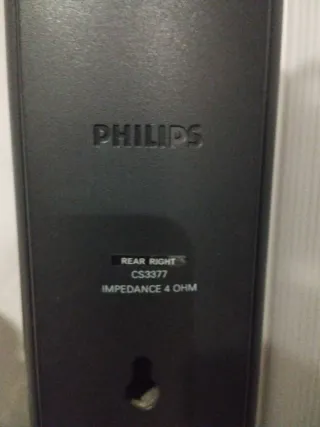 PHILIPS
REAR RIGHT
CS3377
IMPEDANCE 4 OHM